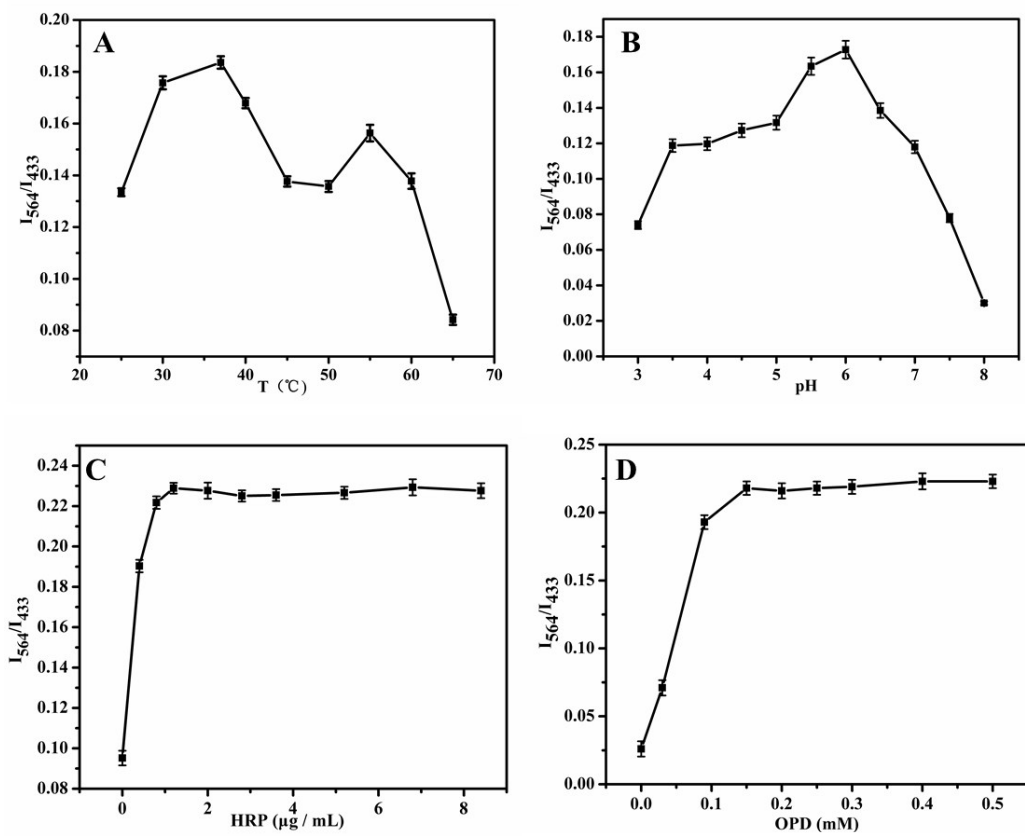 A
I564/I433
0.20
0.18
0.16
0.14
0.12
0.10
0.08
20 30 40 50 60 70
T (℃)
B
I564/I433
0.18
0.16
0.14
0.12
0.10
0.08
0.06
0.04
0.02
0.00
3 4 5 6 7 8
pH
C
I564/I433
0.24
0.22
0.20
0.18
0.16
0.14
0.12
0.10
0.08
0 2 4 6 8
HRP (μg / mL)
D
I564/I433
0.25
0.20
0.15
0.10
0.05
0.00
0.0 0.1 0.2 0.3 0.4 0.5
OPD (mM)